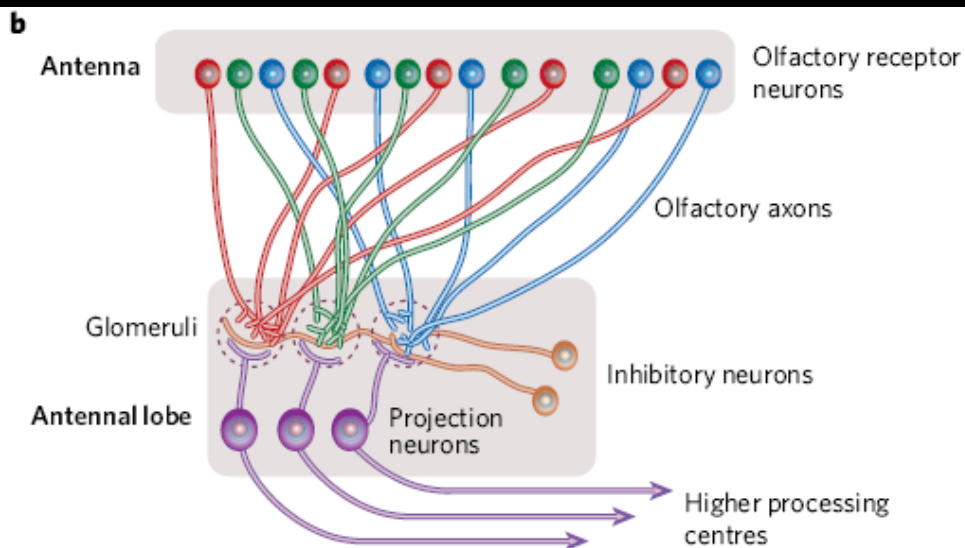 b
Antenna
Olfactory receptor
neurons
Olfactory axons
Glomeruli
Inhibitory neurons
Antennal lobe
Projection
neurons
Higher processing
centres